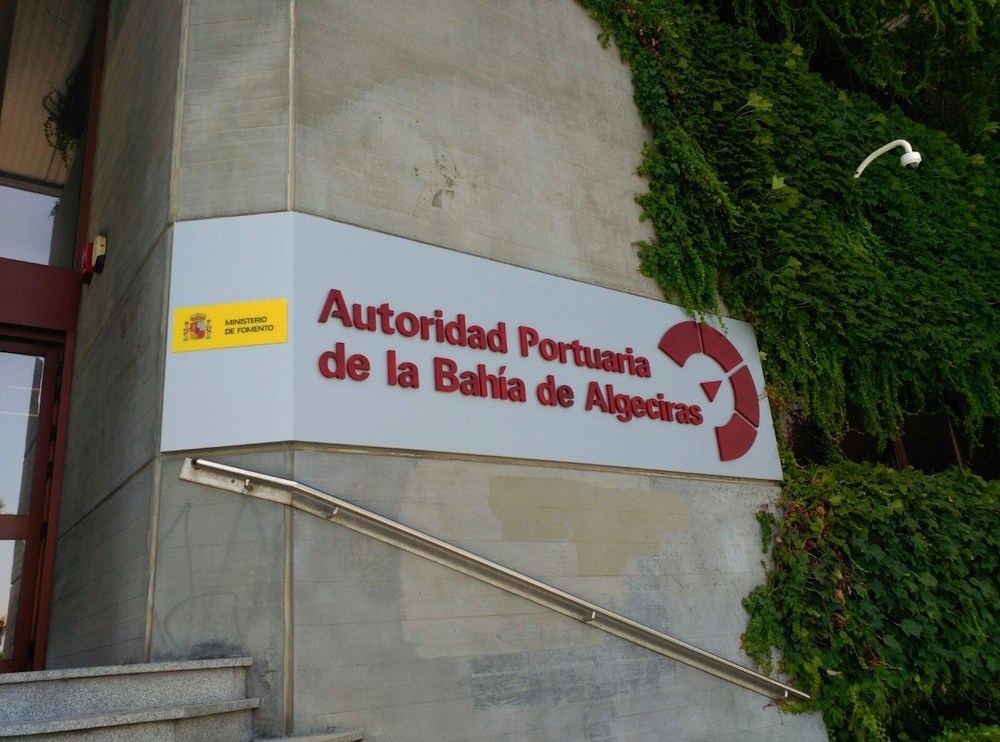 MINISTERIO
DE FOMENTO
Autoridad Portuaria
de la Bahía de Algeciras